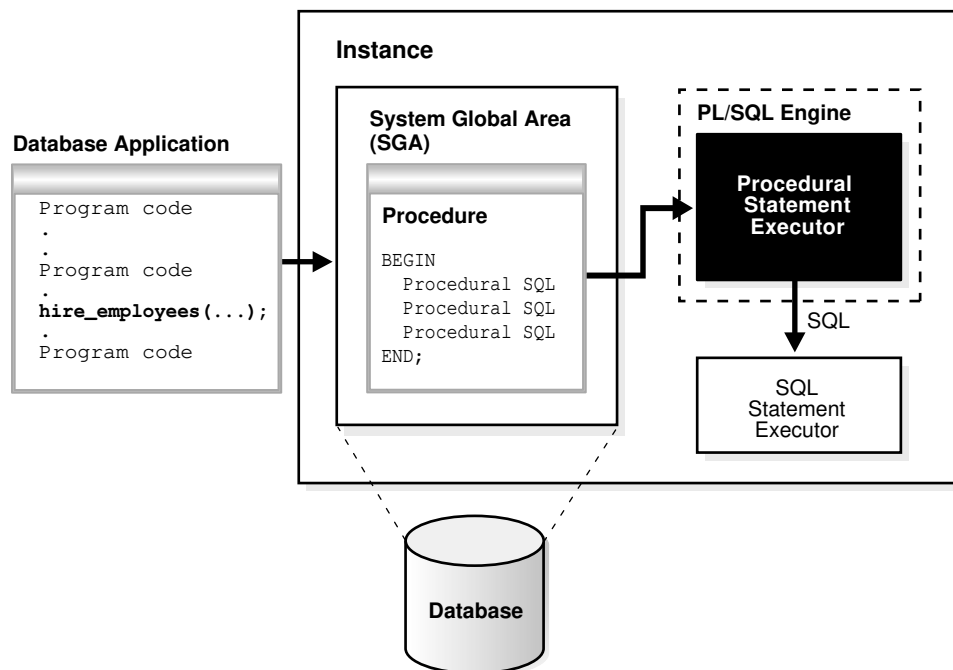 Instance
Database Application
Program code
.
.
Program code
.
hire_employees(...);
.
Program code
System Global Area
(SGA)
Procedure
BEGIN
Procedural SQL
Procedural SQL
Procedural SQL
END;
PL/SQL Engine
Procedural
Statement
Executor
SQL
SQL
Statement
Executor
Database